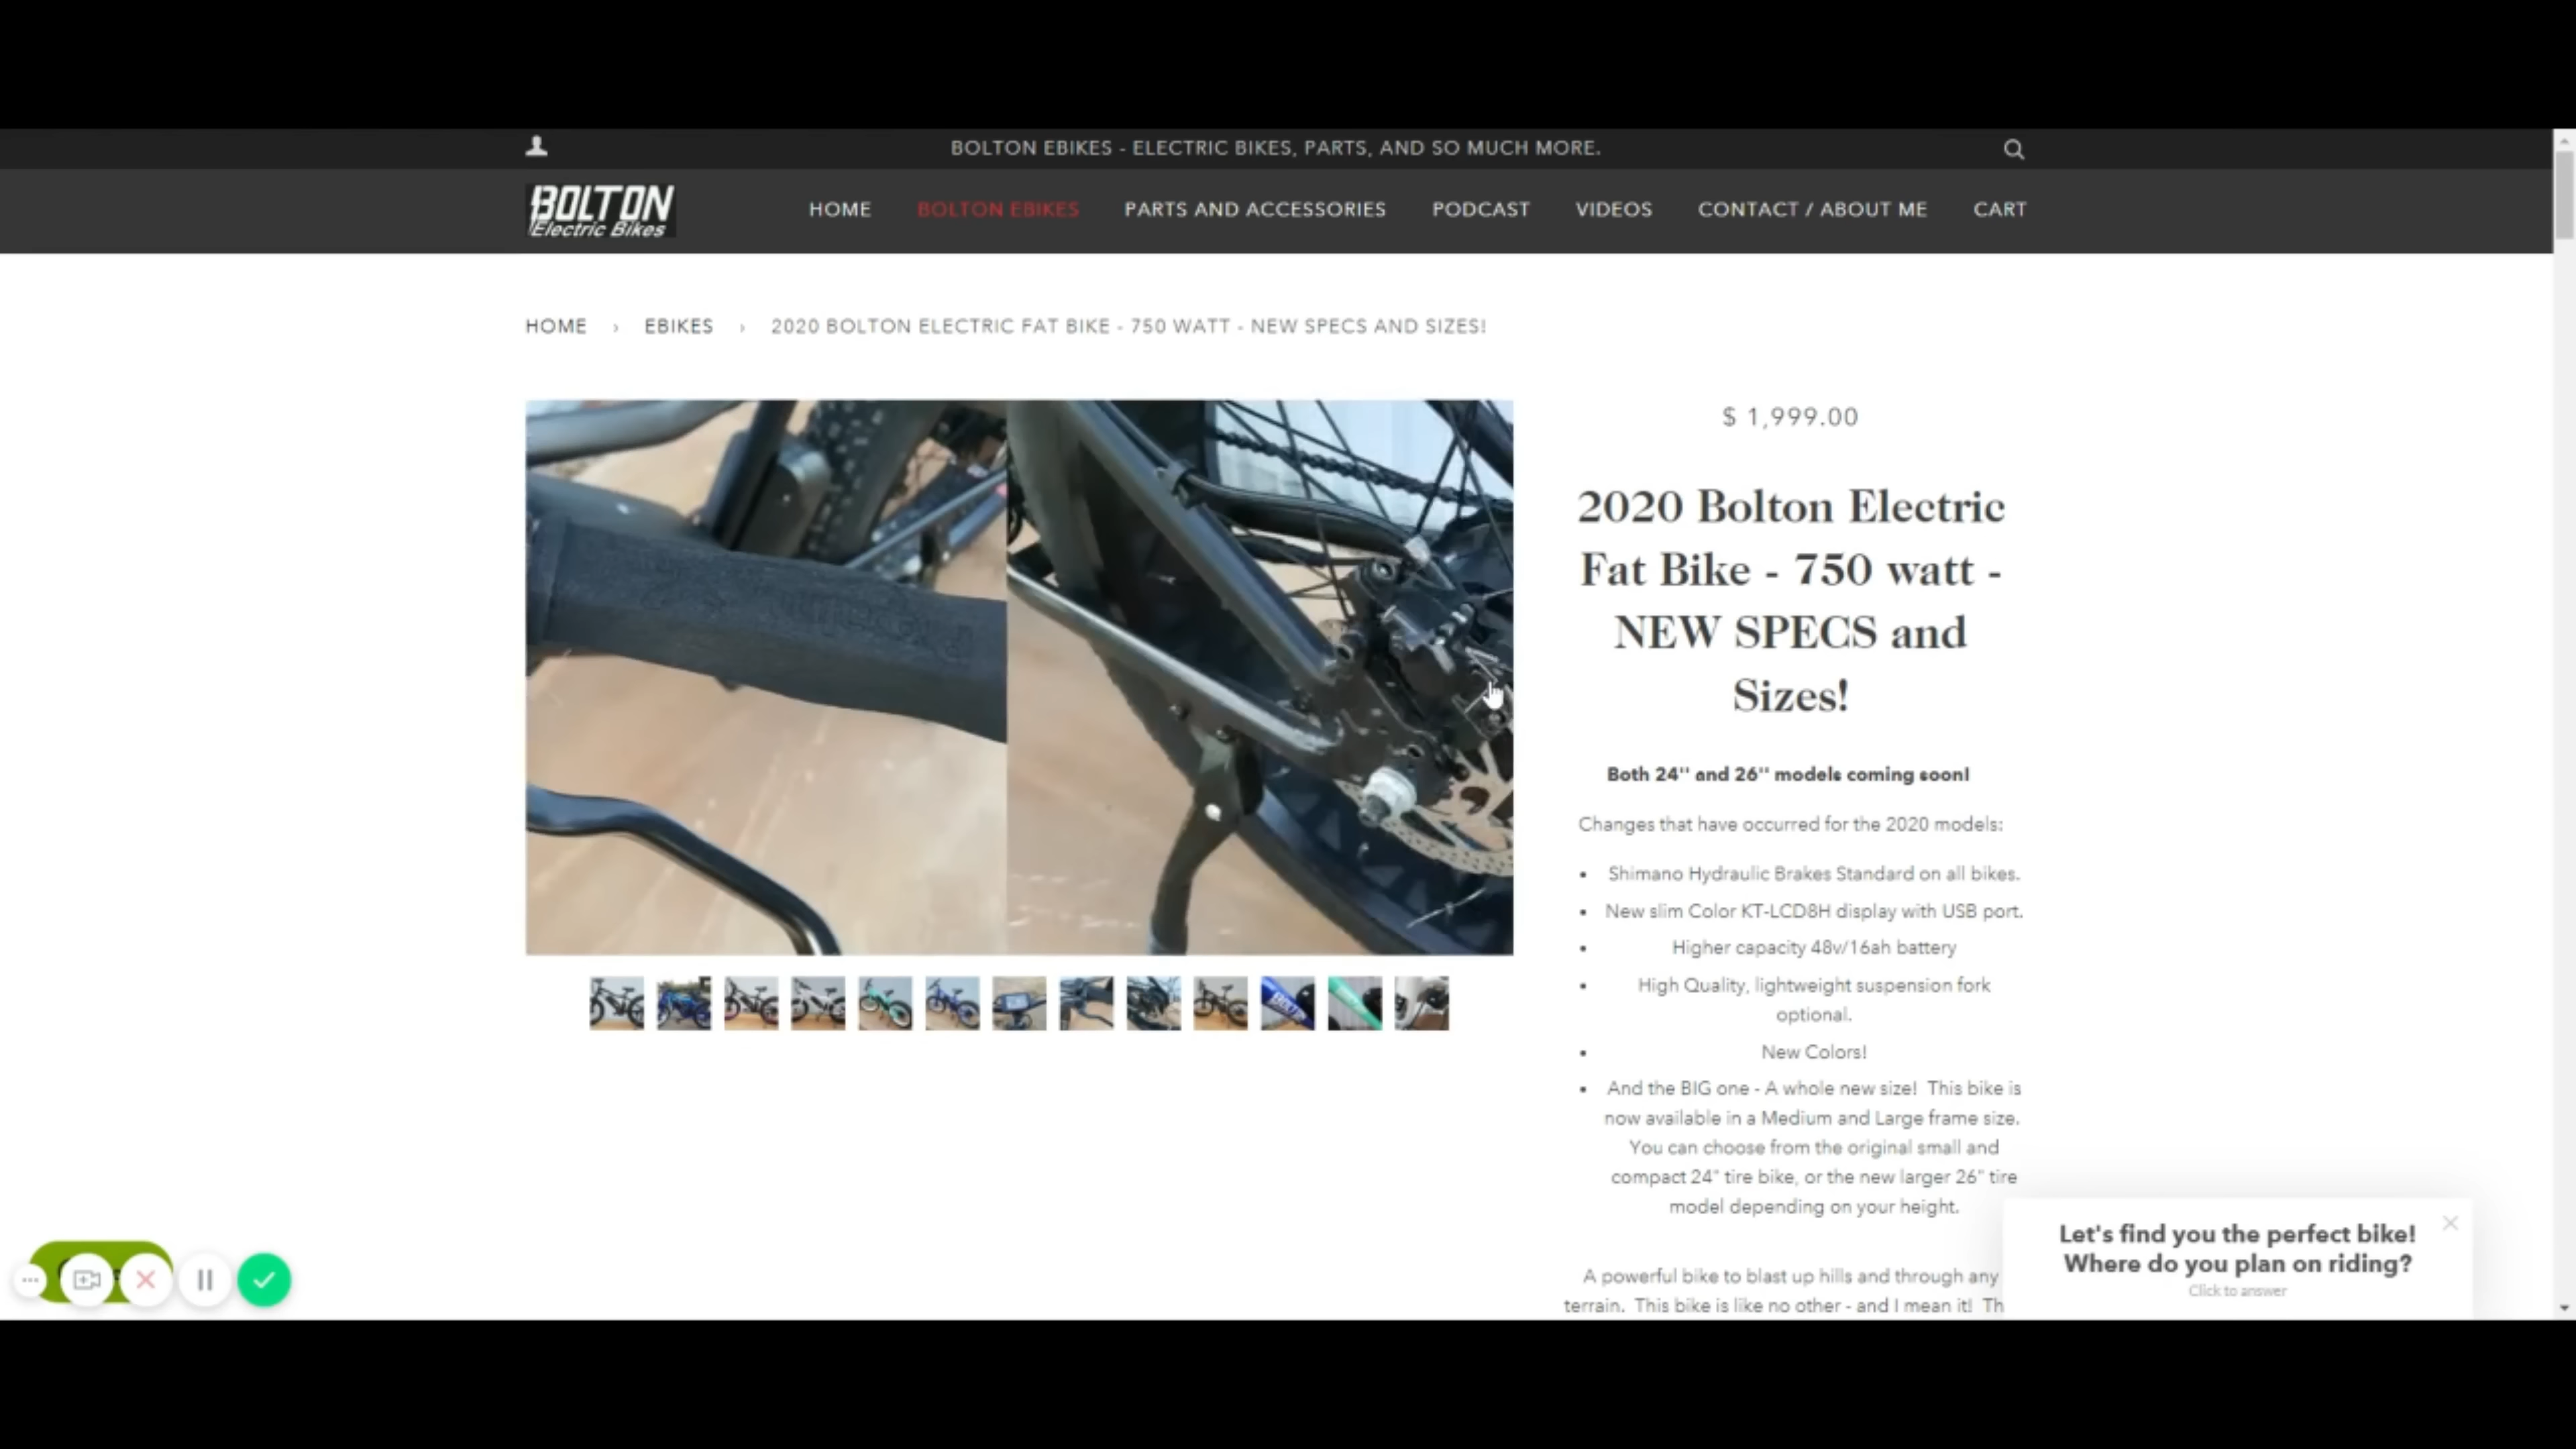 BOLTON EBIKES - ELECTRIC BIKES, PARTS, AND SO MUCH MORE.
BOLTON
Electric Bikes
HOME BOLTON EBIKES PARTS AND ACCESSORIES PODCAST VIDEOS CONTACT / ABOUT ME CART
HOME › EBIKES › 2020 BOLTON ELECTRIC FAT BIKE - 750 WATT - NEW SPECS AND SIZES!
$ 1,999.00
2020 Bolton Electric
Fat Bike - 750 watt -
NEW SPECS and
Sizes!
Both 24'' and 26'' models coming soon!
Changes that have occurred for the 2020 models:
• Shimano Hydraulic Brakes Standard on all bikes.
• New slim Color KT-LCD8H display with USB port.
• Higher capacity 48v/16ah battery
• High Quality, lightweight suspension fork
optional.
• New Colors!
• And the BIG one - A whole new size! This bike is
now available in a Medium and Large frame size.
You can choose from the original small and
compact 24" tire bike, or the new larger 26" tire
model depending on your height.
A powerful bike to blast up hills and through any
terrain. This bike is like no other - and I mean it! Th
Let's find you the perfect bike!
Where do you plan on riding?
Click to answer